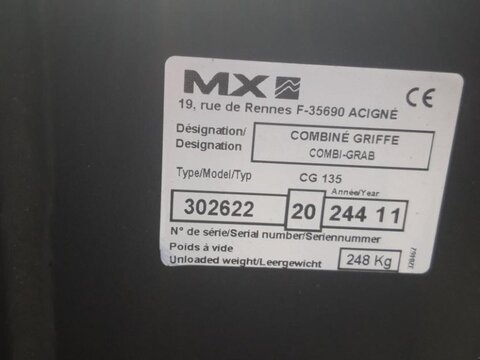 MX CE
19, rue de Rennes F-35690 ACIGNÉ
Désignation/ COMBINÉ GRIFFE
Designation COMBI-GRAB
Type/Model/Typ CG 135
Année/Year
302622 20 244 11
N° de série/Serial number/Seriennummer
Poids à vide
Unloaded weight/Leergewicht 248 Kg